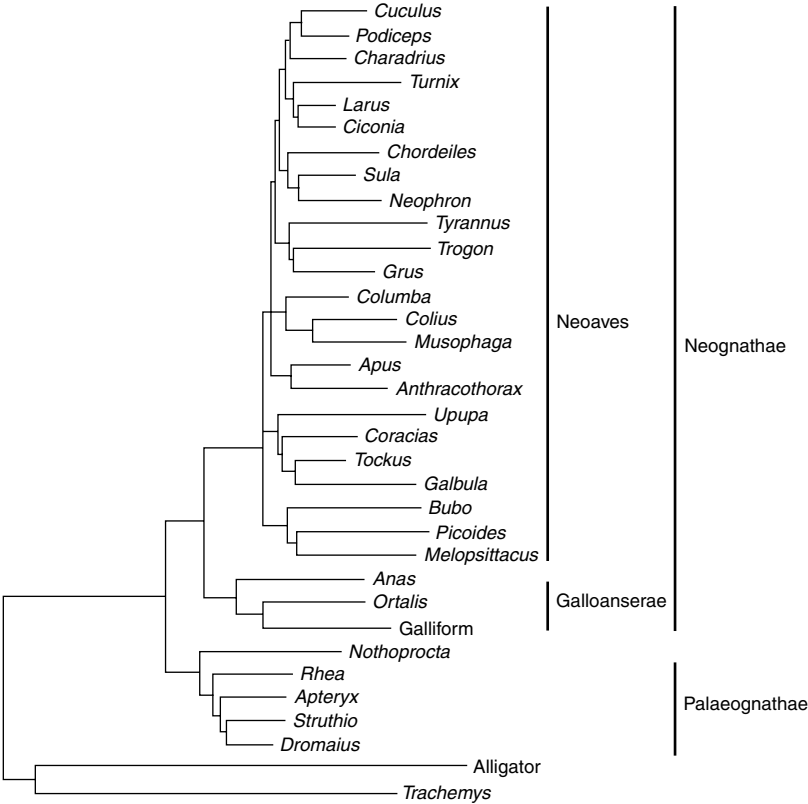 Cuculus
Podiceps
Charadrius
Turnix
Larus
Ciconia
Chordeiles
Sula
Neophron
Tyrannus
Trogon
Grus
Columba
Colius
Musophaga
Apus
Anthracothorax
Upupa
Coracias
Tockus
Galbula
Bubo
Picoides
Melopsittacus
Anas
Ortalis
Galliform
Nothoprocta
Rhea
Apteryx
Struthio
Dromaius
Alligator
Trachemys
Neoaves
Galloanserae
Neognathae
Palaeognathae